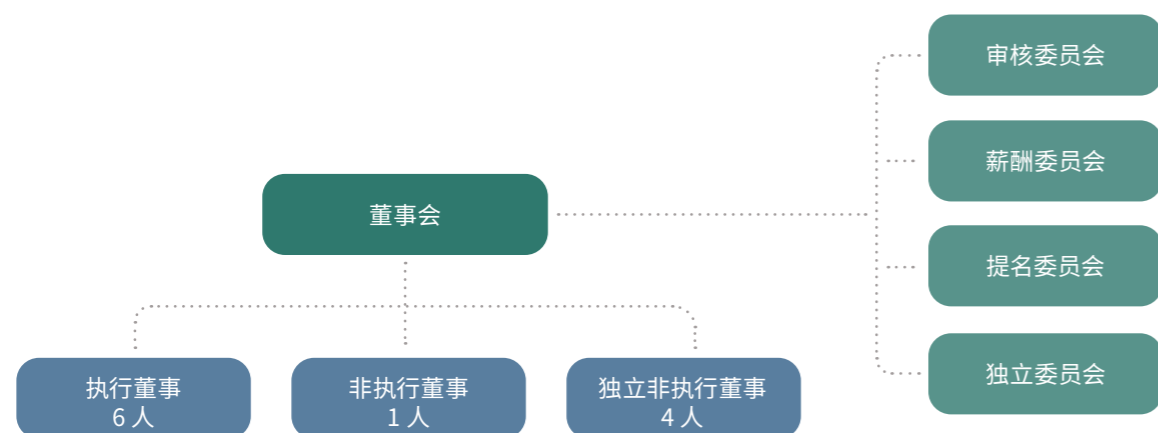 审核委员会
薪酬委员会
董事会
提名委员会
独立委员会
执行董事
6 人
非执行董事
1 人
独立非执行董事
4 人